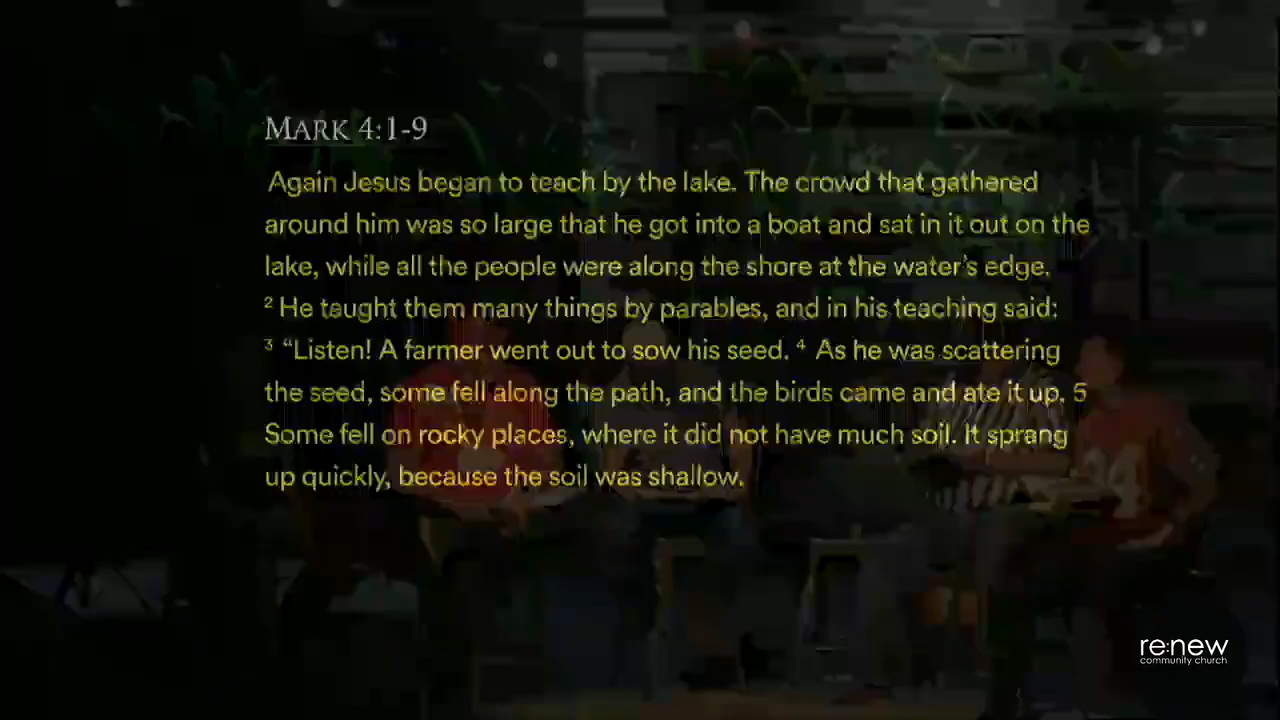 MARK 4:1-9
Again Jesus began to teach by the lake. The crowd that gathered
around him was so large that he got into a boat and sat in it out on the
lake, while all the people were along the shore at the water's edge.
² He taught them many things by parables, and in his teaching said:
³ “Listen! A farmer went out to sow his seed. ⁴ As he was scattering
the seed, some fell along the path, and the birds came and ate it up. 5
Some fell on rocky places, where it did not have much soil. It sprang
up quickly, because the soil was shallow.
re:new
community church